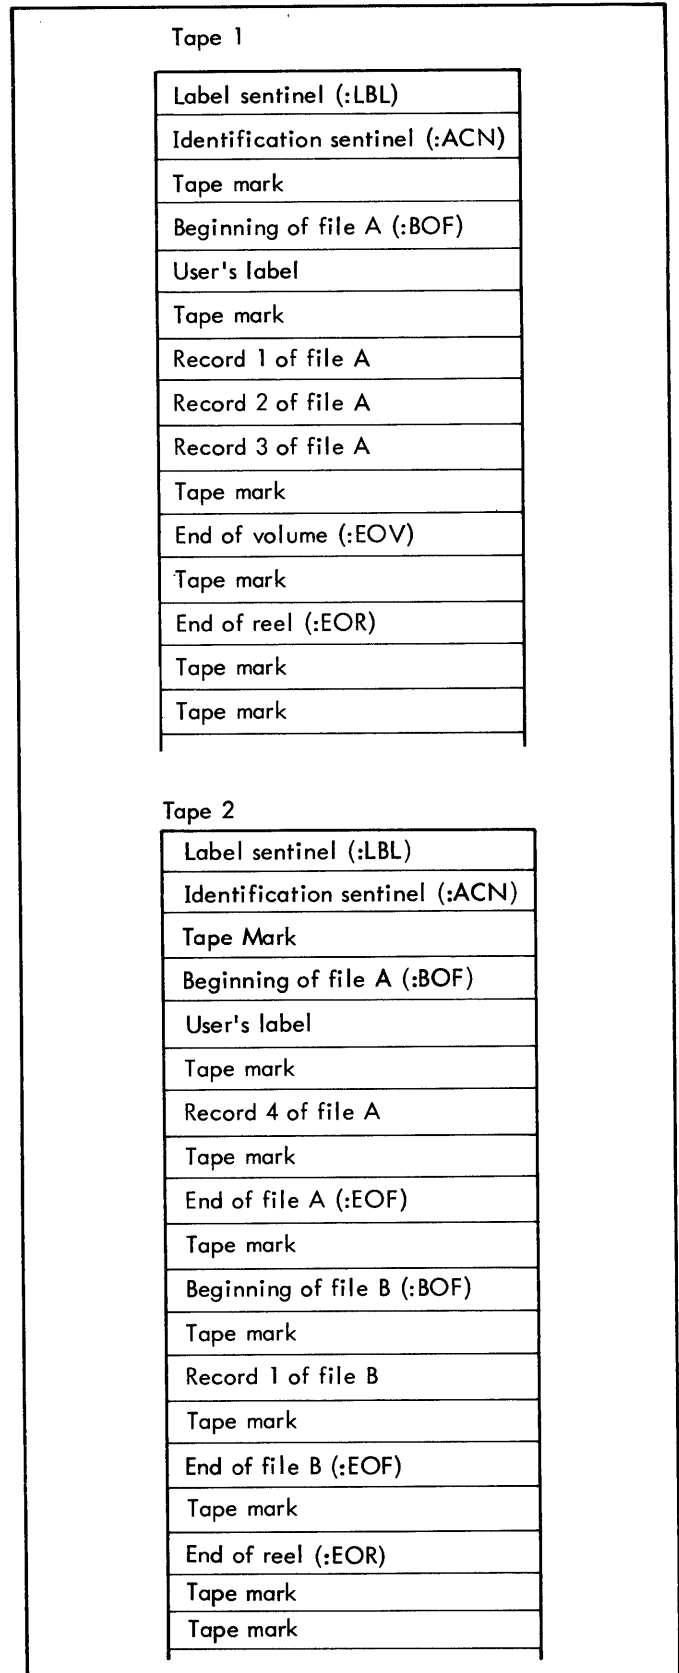 Tape 1
Label sentinel (:LBL)
Identification sentinel (:ACN)
Tape mark
Beginning of file A (:BOF)
User's label
Tape mark
Record 1 of file A
Record 2 of file A
Record 3 of file A
Tape mark
End of volume (:EOV)
Tape mark
End of reel (:EOR)
Tape mark
Tape mark
Tape 2
Label sentinel (:LBL)
Identification sentinel (:ACN)
Tape Mark
Beginning of file A (:BOF)
User's label
Tape mark
Record 4 of file A
Tape mark
End of file A (:EOF)
Tape mark
Beginning of file B (:BOF)
Tape mark
Record 1 of file B
Tape mark
End of file B (:EOF)
Tape mark
End of reel (:EOR)
Tape mark
Tape mark